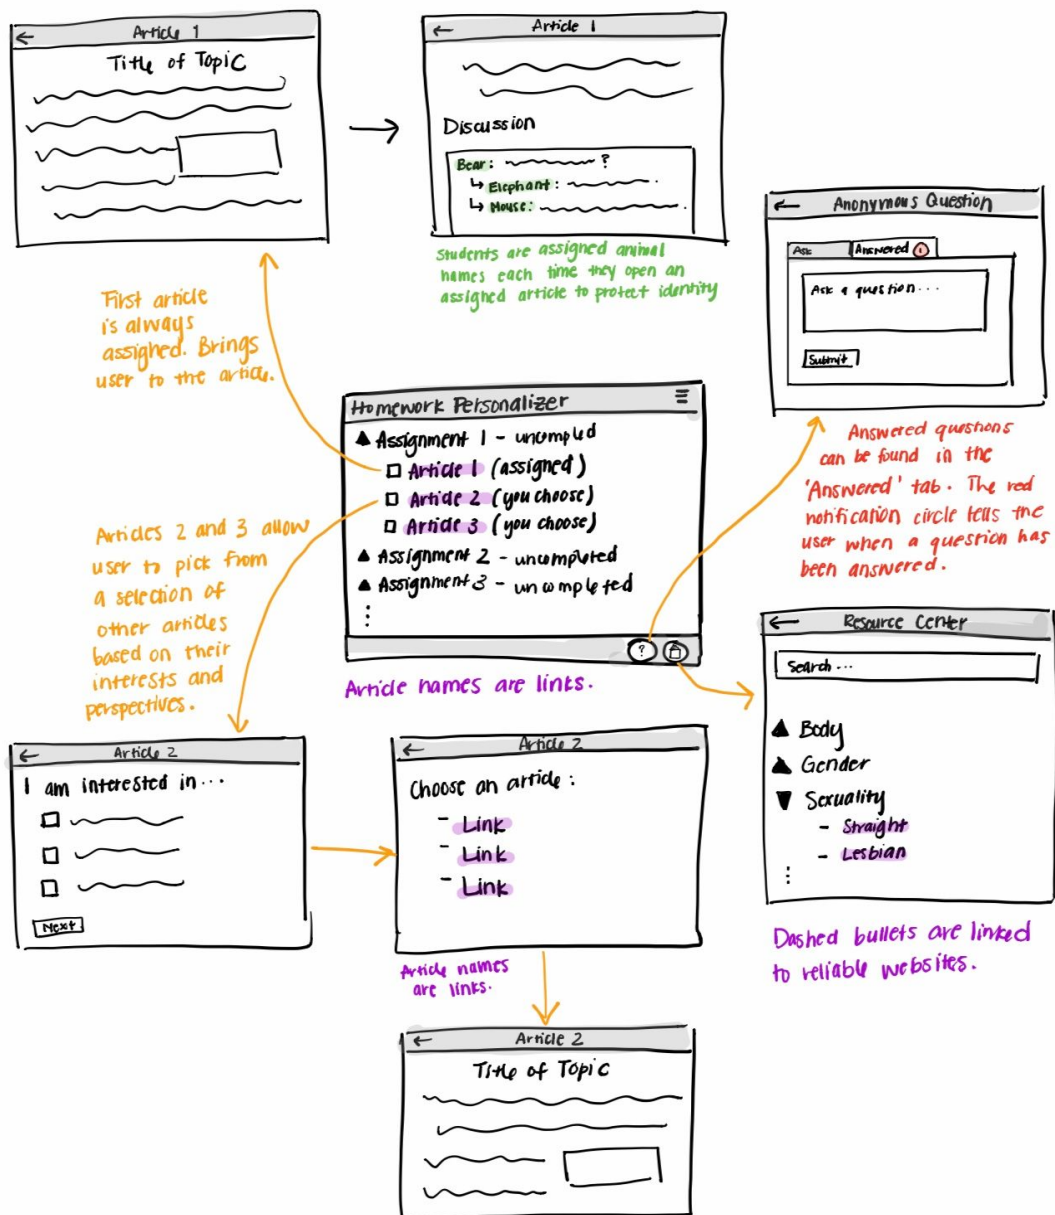 Article 1
Title of Topic
Article 1
Discussion
Bear: ?
↳ Elephant: .
↳ Mouse: .
Students are assigned animal
names each time they open an
assigned article to protect identity
Anonymous Question
Ask
Answered 1
Ask a question...
Submit
Answered questions
can be found in the
'Answered' tab. The red
notification circle tells the
user when a question has
been answered.
First article
is always
assigned. Brings
user to the article.
Homework Personalizer
Assignment 1 - uncompled
Article 1 (assigned)
Article 2 (you choose)
Article 3 (you choose)
Assignment 2 - uncompleted
Assignment 3 - uncompleted
⋮
?
Article names are links.
Articles 2 and 3 allow
user to pick from
a selection of
other articles
based on their
interests and
perspectives.
Resource Center
Search ...
Body
Gender
Sexuality
- Straight
- Lesbian
⋮
Dashed bullets are linked
to reliable websites.
Article 2
I am interested in...
Next
Article 2
Choose an article:
- Link
- Link
- Link
Article names
are links.
Article 2
Title of Topic